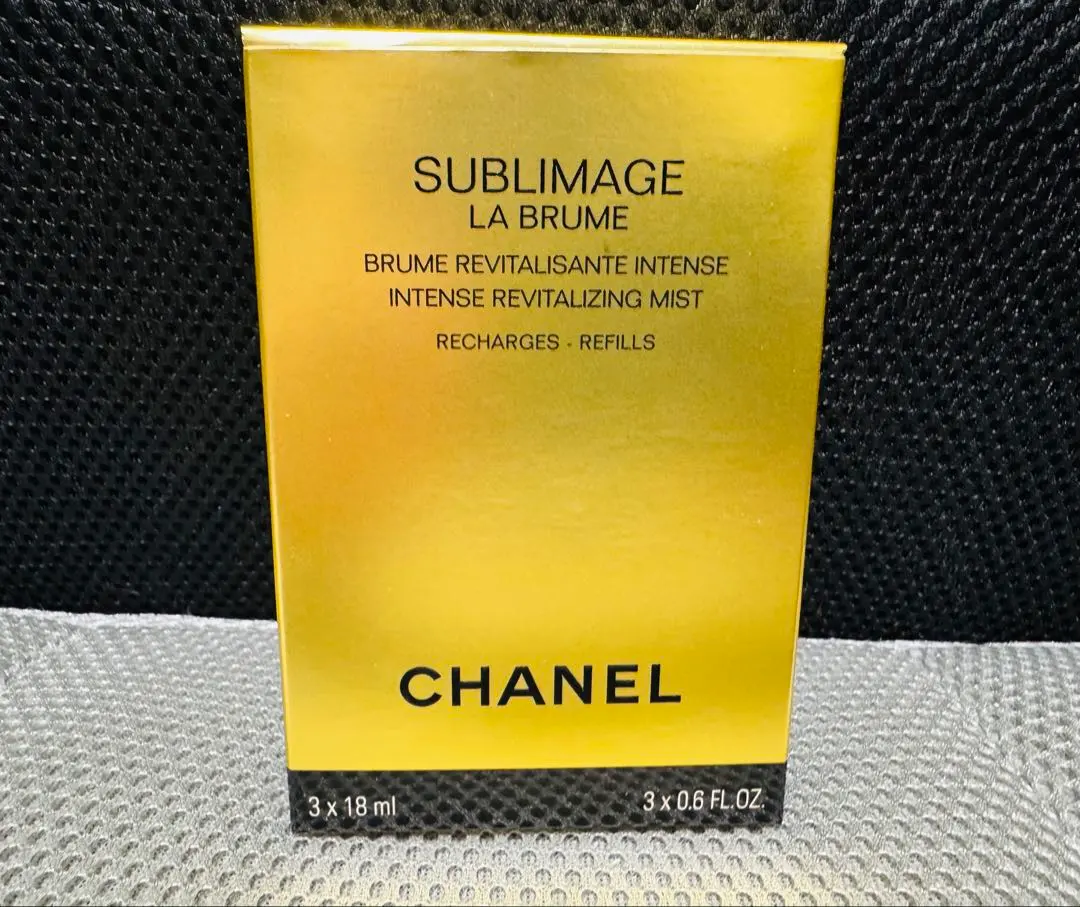 SUBLIMAGE
LA BRUME
BRUME REVITALISANTE INTENSE
INTENSE REVITALIZING MIST
RECHARGES - REFILLS
CHANEL
3 x 18 ml 3 x 0.6 FL.OZ.